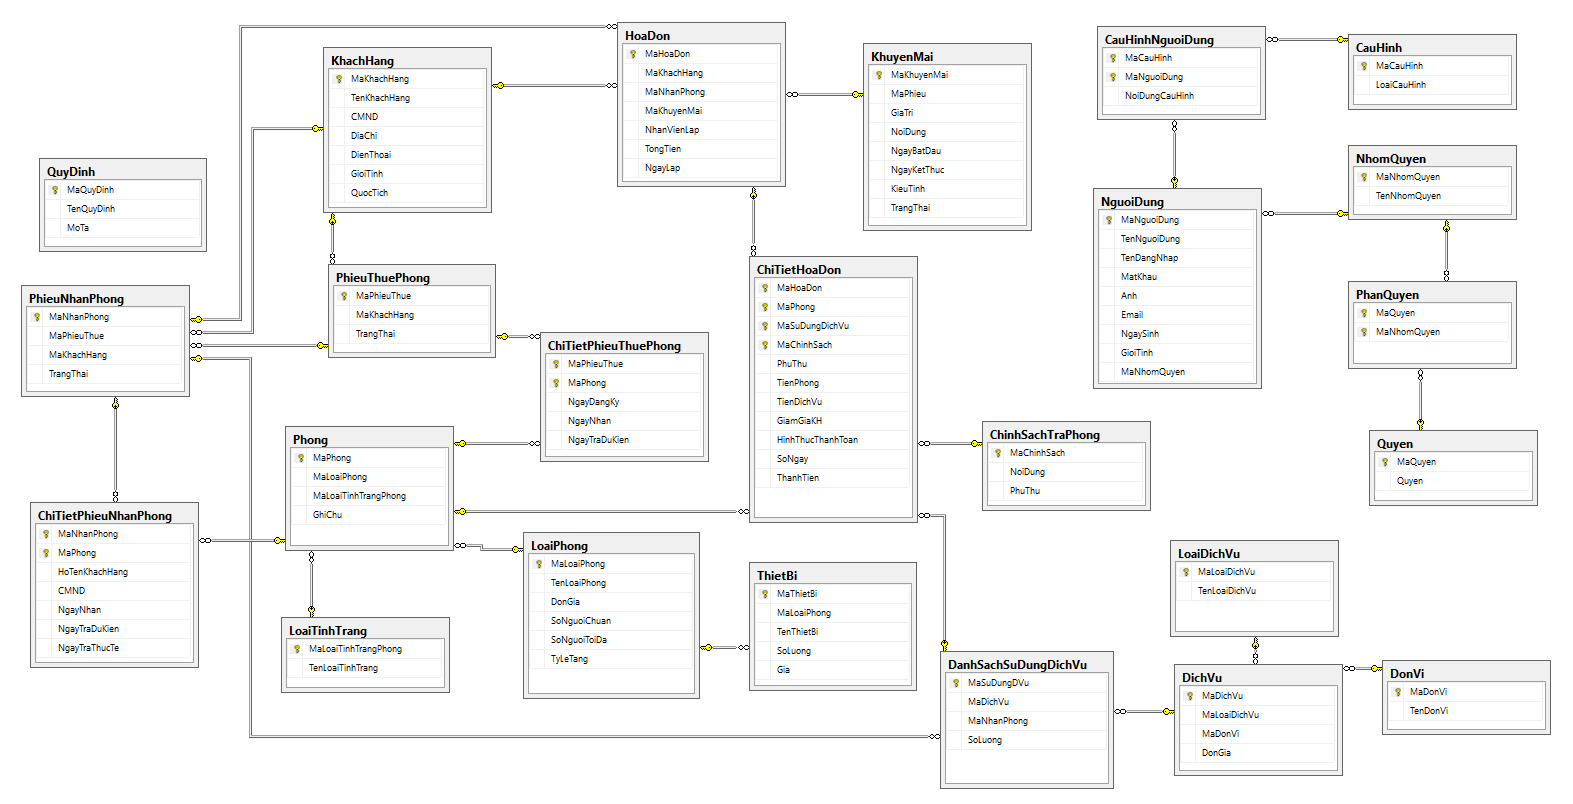 QuyDinh
MaQuyDinh
TenQuyDinh
MoTa
KhachHang
MaKhachHang
TenKhachHang
CMND
DiaChi
DienThoai
GioiTinh
QuocTich
HoaDon
MaHoaDon
MaKhachHang
MaNhanPhong
MaKhuyenMai
NhanVienLap
TongTien
NgayLap
KhuyenMai
MaKhuyenMai
MaPhieu
GiaTri
NoiDung
NgayBatDau
NgayKetThuc
KieuTinh
TrangThai
CauHinhNguoiDung
MaCauHinh
MaNguoiDung
NoiDungCauHinh
CauHinh
MaCauHinh
LoaiCauHinh
NguoiDung
MaNguoiDung
TenNguoiDung
TenDangNhap
MatKhau
Anh
Email
NgaySinh
GioiTinh
MaNhomQuyen
NhomQuyen
MaNhomQuyen
TenNhomQuyen
PhanQuyen
MaQuyen
MaNhomQuyen
Quyen
MaQuyen
Quyen
PhieuNhanPhong
MaNhanPhong
MaPhieuThue
MaKhachHang
TrangThai
PhieuThuePhong
MaPhieuThue
MaKhachHang
TrangThai
ChiTietPhieuThuePhong
MaPhieuThue
MaPhong
NgayDangKy
NgayNhan
NgayTraDuKien
ChiTietHoaDon
MaHoaDon
MaPhong
MaSuDungDichVu
MaChinhSach
PhuThu
TienPhong
TienDichVu
GiamGiaKH
HinhThucThanhToan
SoNgay
ThanhTien
ChinhSachTraPhong
MaChinhSach
NoiDung
PhuThu
Phong
MaPhong
MaLoaiPhong
MaLoaiTinhTrangPhong
GhiChu
ChiTietPhieuNhanPhong
MaNhanPhong
MaPhong
HoTenKhachHang
CMND
NgayNhan
NgayTraDuKien
NgayTraThucTe
LoaiTinhTrang
MaLoaiTinhTrangPhong
TenLoaiTinhTrang
LoaiPhong
MaLoaiPhong
TenLoaiPhong
DonGia
SoNguoiChuan
SoNguoiToiDa
TyLeTang
ThietBi
MaThietBi
MaLoaiPhong
TenThietBi
SoLuong
Gia
DanhSachSuDungDichVu
MaSuDungDVu
MaDichVu
MaNhanPhong
SoLuong
LoaiDichVu
MaLoaiDichVu
TenLoaiDichVu
DichVu
MaDichVu
MaLoaiDichVu
MaDonVi
DonGia
DonVi
MaDonVi
TenDonVi